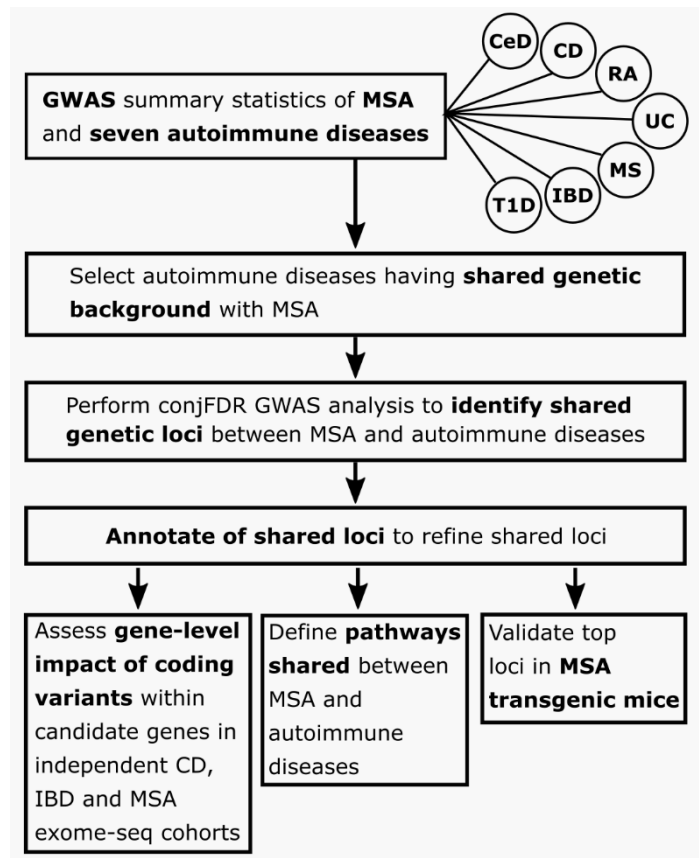 GWAS summary statistics of MSA
and seven autoimmune diseases
CeD
CD
RA
UC
MS
IBD
T1D
Select autoimmune diseases having shared genetic
background with MSA
Perform conjFDR GWAS analysis to identify shared
genetic loci between MSA and autoimmune diseases
Annotate of shared loci to refine shared loci
Assess gene-level
impact of coding
variants within
candidate genes in
independent CD,
IBD and MSA
exome-seq cohorts
Define pathways
shared between
MSA and
autoimmune
diseases
Validate top
loci in MSA
transgenic mice